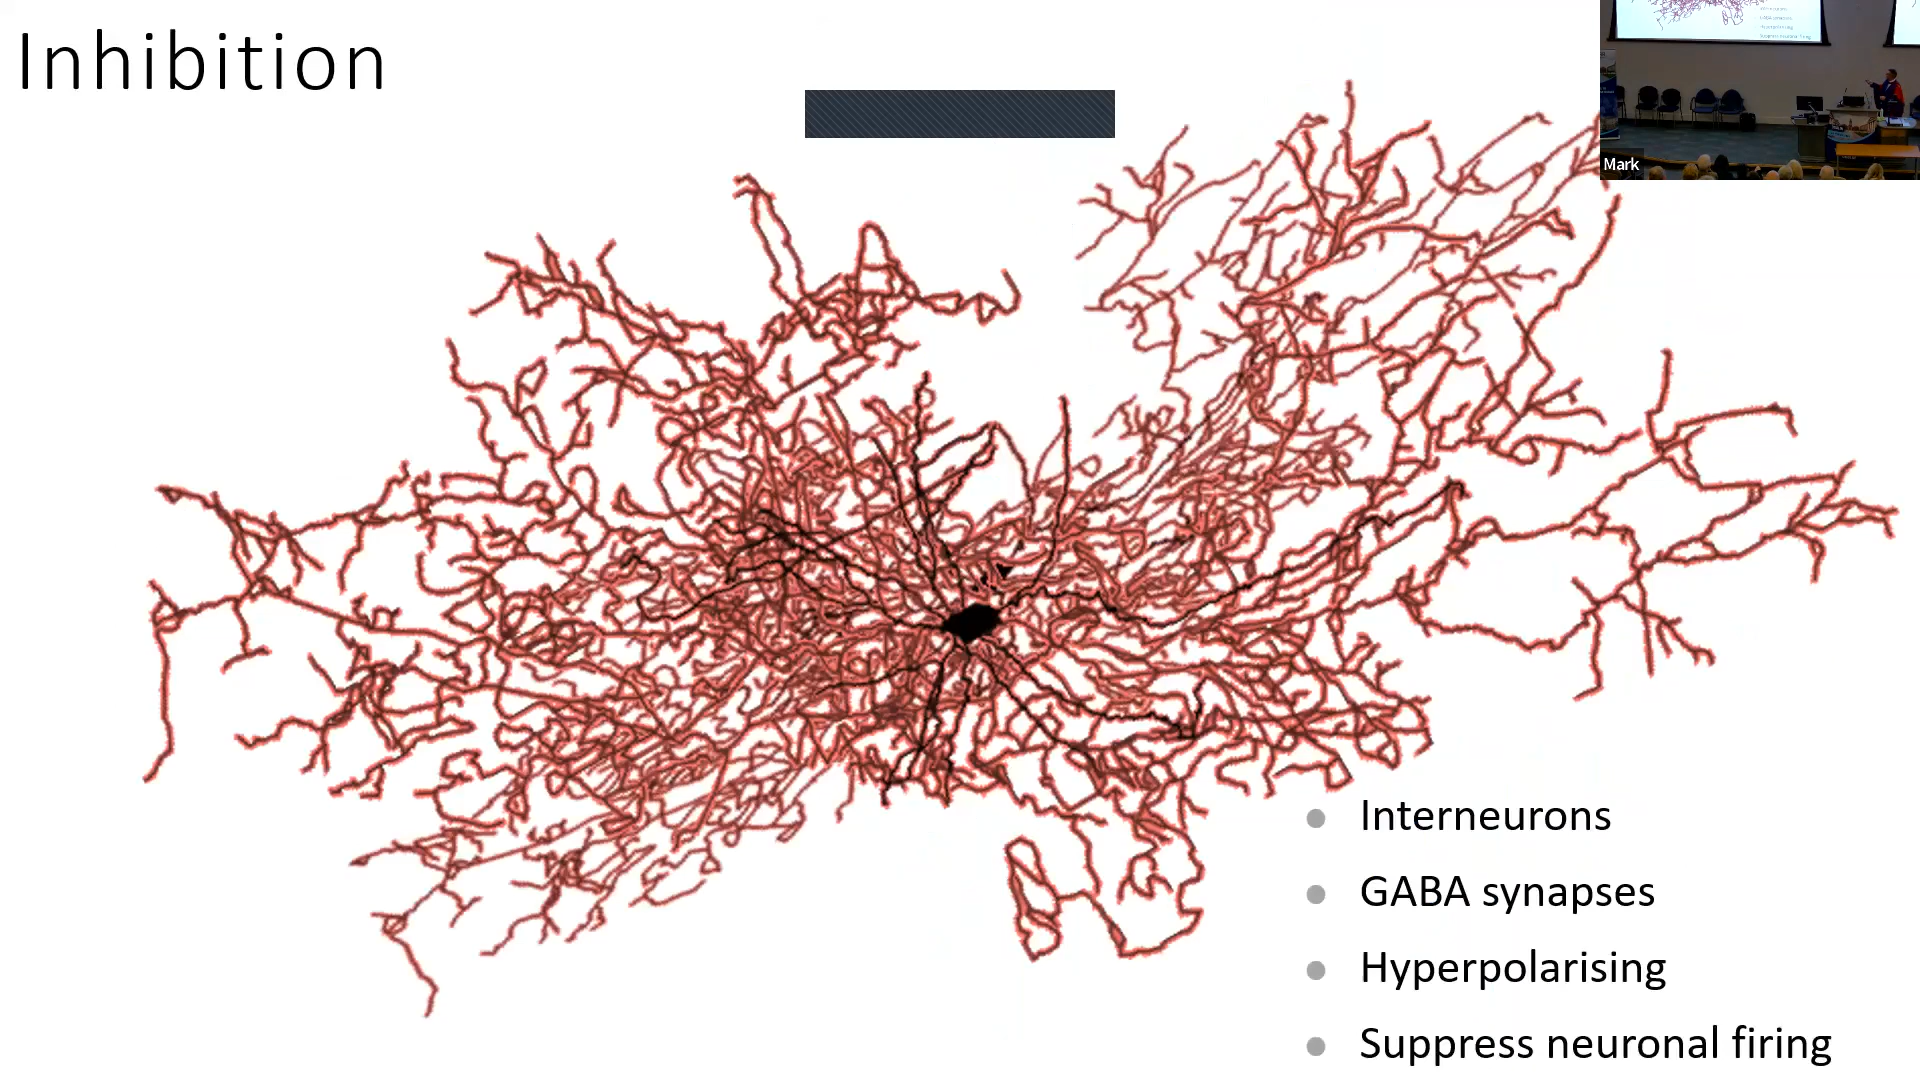 Inhibition
Mark
Interneurons
GABA synapses
Hyperpolarising
Suppress neuronal firing